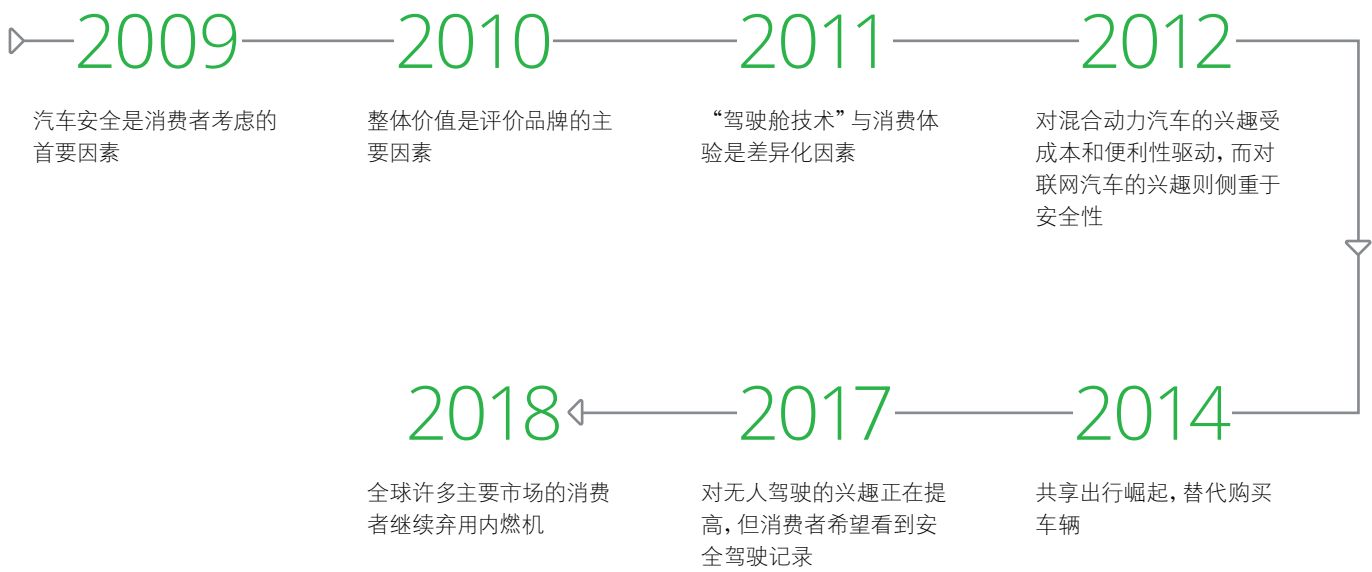 2009
汽车安全是消费者考虑的
首要因素
2010
整体价值是评价品牌的主
要因素
2011
“驾驶舱技术”与消费体
验是差异化因素
2012
对混合动力汽车的兴趣受
成本和便利性驱动，而对
联网汽车的兴趣则侧重于
安全性
2014
共享出行崛起，替代购买
车辆
2017
对无人驾驶的兴趣正在提
高，但消费者希望看到安
全驾驶记录
2018
全球许多主要市场的消费
者继续弃用内燃机